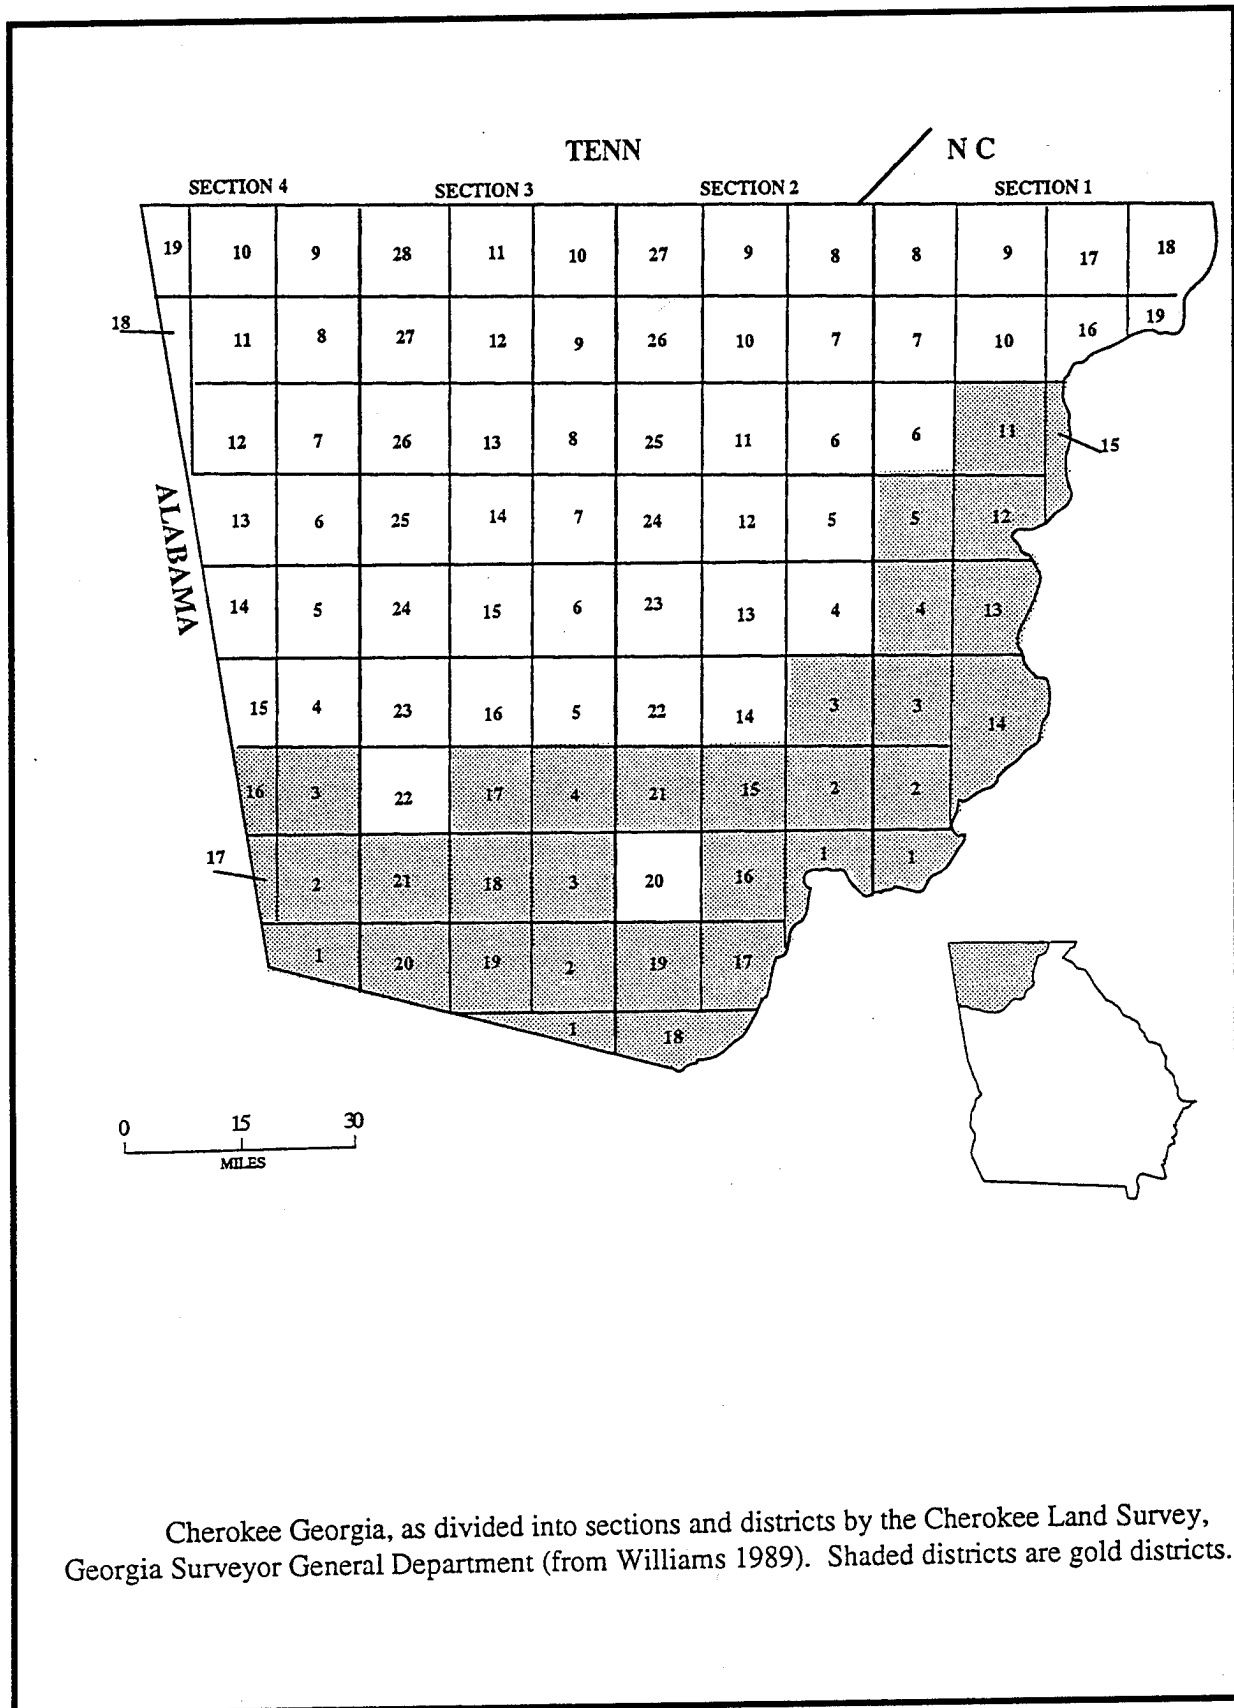 TENN
N C
SECTION 4 SECTION 3 SECTION 2 SECTION 1
19 10 9 28 11 10 27 9 8 8 9 17 18
18 11 8 27 12 9 26 10 7 7 10 16 19
12 7 26 13 8 25 11 6 6 11 15
ALABAMA
13 6 25 14 7 24 12 5 5 12
14 5 24 15 6 23 13 4 4 13
15 4 23 16 5 22 14 3 3 14
16 3 22 17 4 21 15 2 2
17 2 21 18 3 20 16 1 1
1 20 19 2 19 17
1 18
0 15 30
MILES
Cherokee Georgia, as divided into sections and districts by the Cherokee Land Survey,
Georgia Surveyor General Department (from Williams 1989). Shaded districts are gold districts.